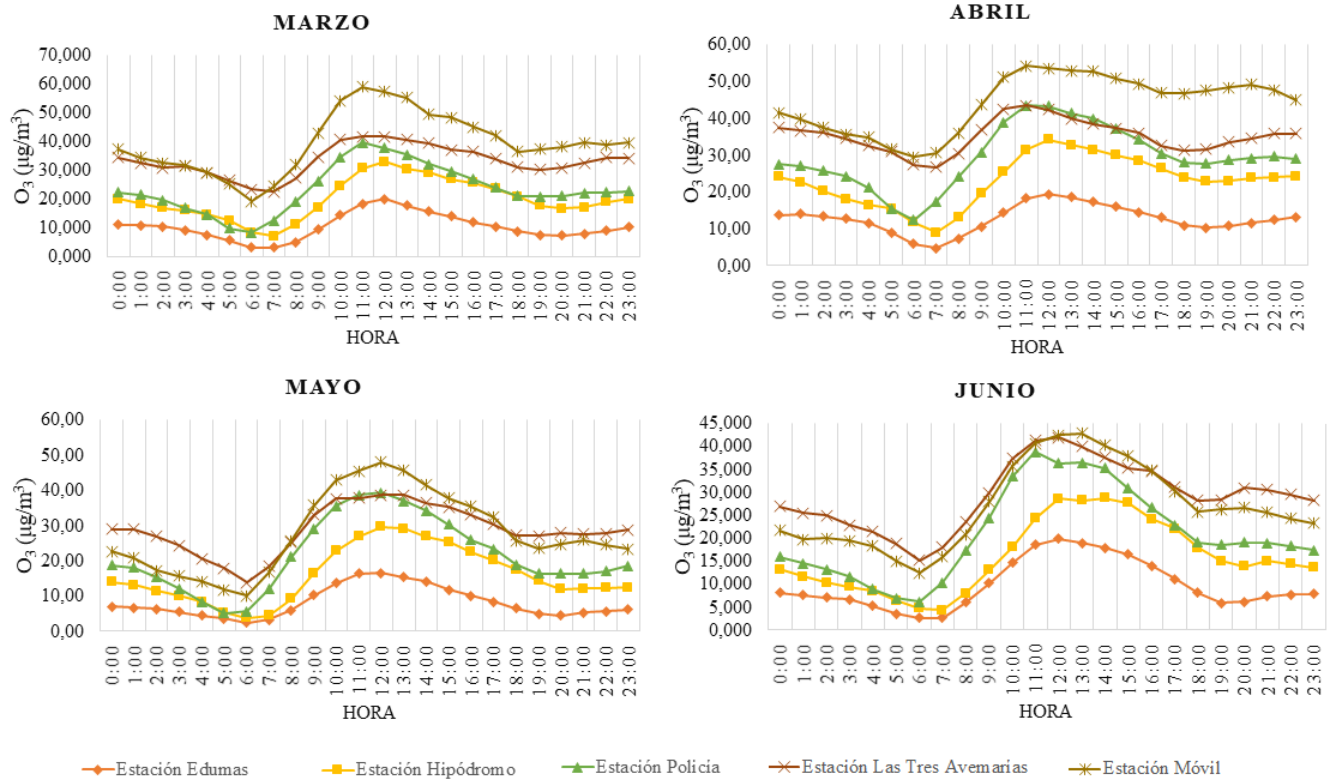 MARZO
O3 (µg/m³)
70,000
60,000
50,000
40,000
30,000
20,000
10,000
0,000
0:00 1:00 2:00 3:00 4:00 5:00 6:00 7:00 8:00 9:00 10:00 11:00 12:00 13:00 14:00 15:00 16:00 17:00 18:00 19:00 20:00 21:00 22:00 23:00
HORA
ABRIL
O3 (µg/m³)
60,00
50,00
40,00
30,00
20,00
10,00
0,00
0:00 1:00 2:00 3:00 4:00 5:00 6:00 7:00 8:00 9:00 10:00 11:00 12:00 13:00 14:00 15:00 16:00 17:00 18:00 19:00 20:00 21:00 22:00 23:00
HORA
MAYO
O3 (µg/m³)
60,00
50,00
40,00
30,00
20,00
10,00
0,00
0:00 1:00 2:00 3:00 4:00 5:00 6:00 7:00 8:00 9:00 10:00 11:00 12:00 13:00 14:00 15:00 16:00 17:00 18:00 19:00 20:00 21:00 22:00 23:00
HORA
JUNIO
O3 (µg/m³)
45,000
40,000
35,000
30,000
25,000
20,000
15,000
10,000
5,000
0,000
0:00 1:00 2:00 3:00 4:00 5:00 6:00 7:00 8:00 9:00 10:00 11:00 12:00 13:00 14:00 15:00 16:00 17:00 18:00 19:00 20:00 21:00 22:00 23:00
HORA
Estación Edumas Estación Hipódromo Estación Policia Estación Las Tres Avemarias Estación Móvil